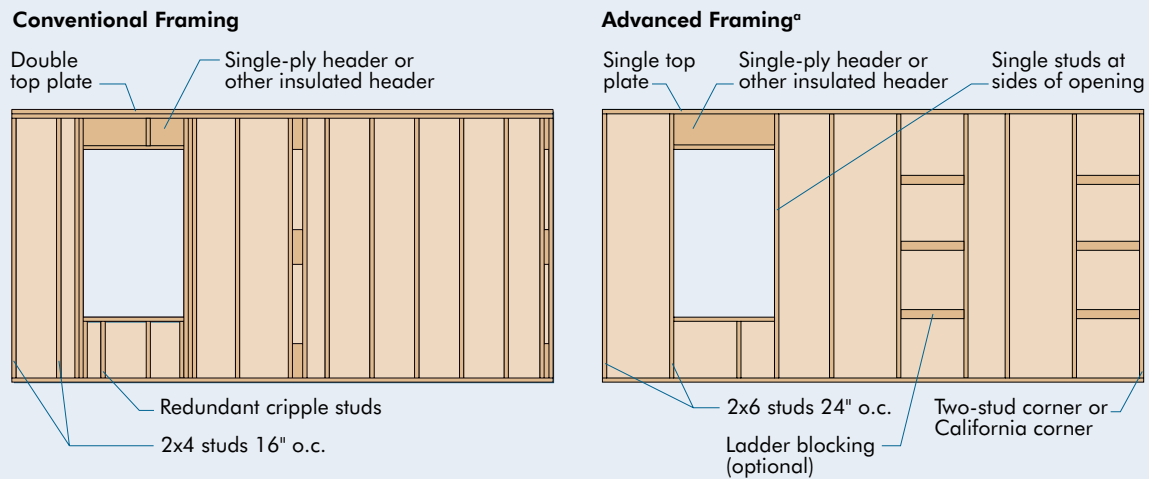 Conventional Framing
Double
top plate
Single-ply header or
other insulated header
Redundant cripple studs
2x4 studs 16" o.c.
Advanced Framingᵃ
Single top
plate
Single-ply header or
other insulated header
Single studs at
sides of opening
2x6 studs 24" o.c.
Ladder blocking
(optional)
Two-stud corner or
California corner